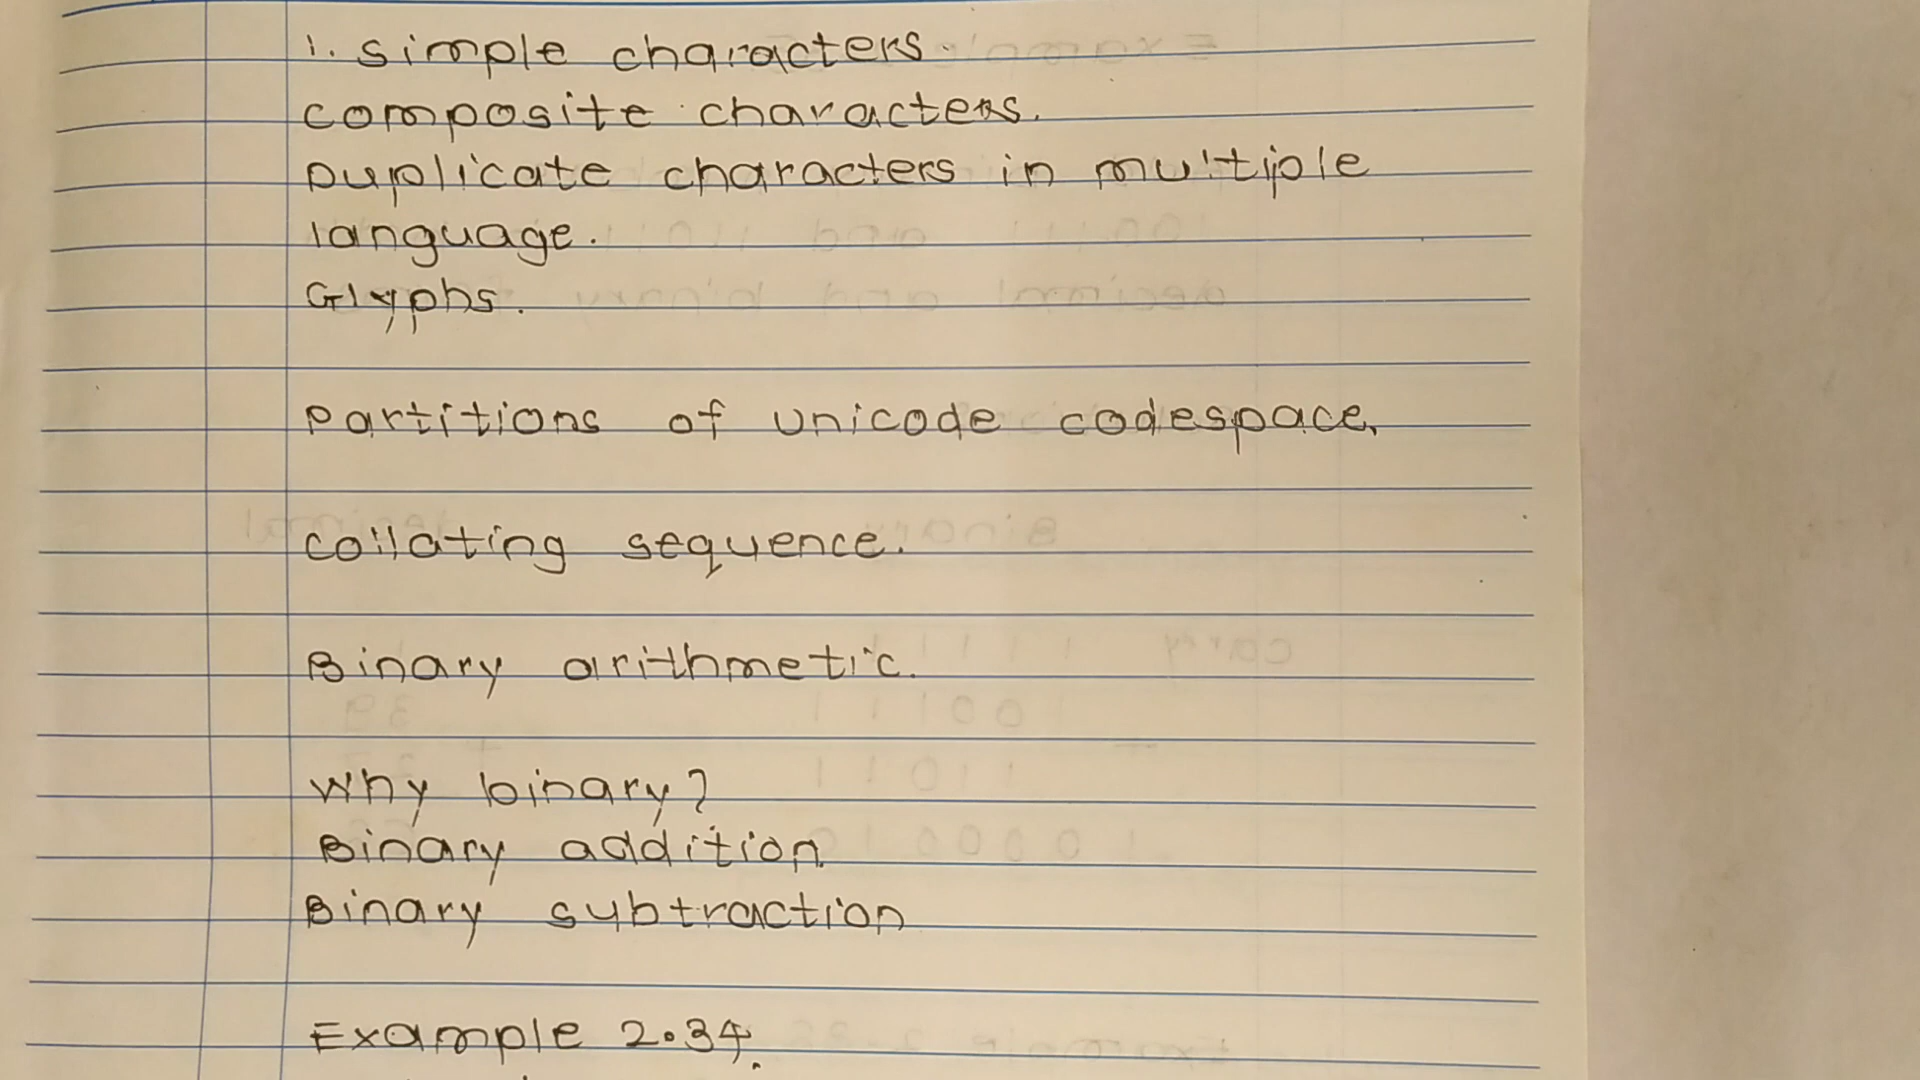 1. simple characters.
composite characters.
Duplicate characters in multiple
language.
Glyphs.
partitions of unicode codespace.
collating sequence.
Binary arithmetic.
Why binary?
Binary addition
Binary subtraction
Example 2.34.